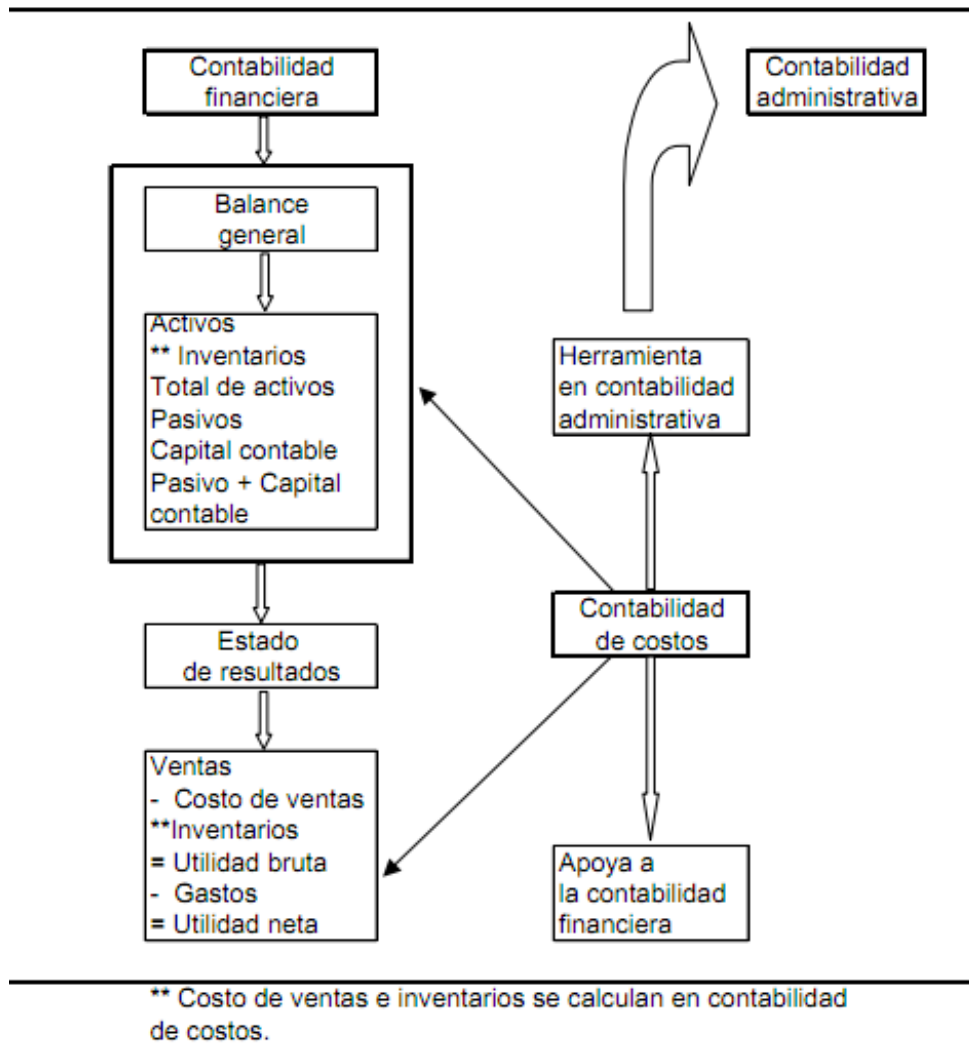 Contabilidad
financiera
Balance
general
Activos
** Inventarios
Total de activos
Pasivos
Capital contable
Pasivo + Capital
contable
Estado
de resultados
Ventas
- Costo de ventas
**Inventarios
= Utilidad bruta
- Gastos
= Utilidad neta
Contabilidad
administrativa
Herramienta
en contabilidad
administrativa
Contabilidad
de costos
Apoya a
la contabilidad
financiera
** Costo de ventas e inventarios se calculan en contabilidad
de costos.